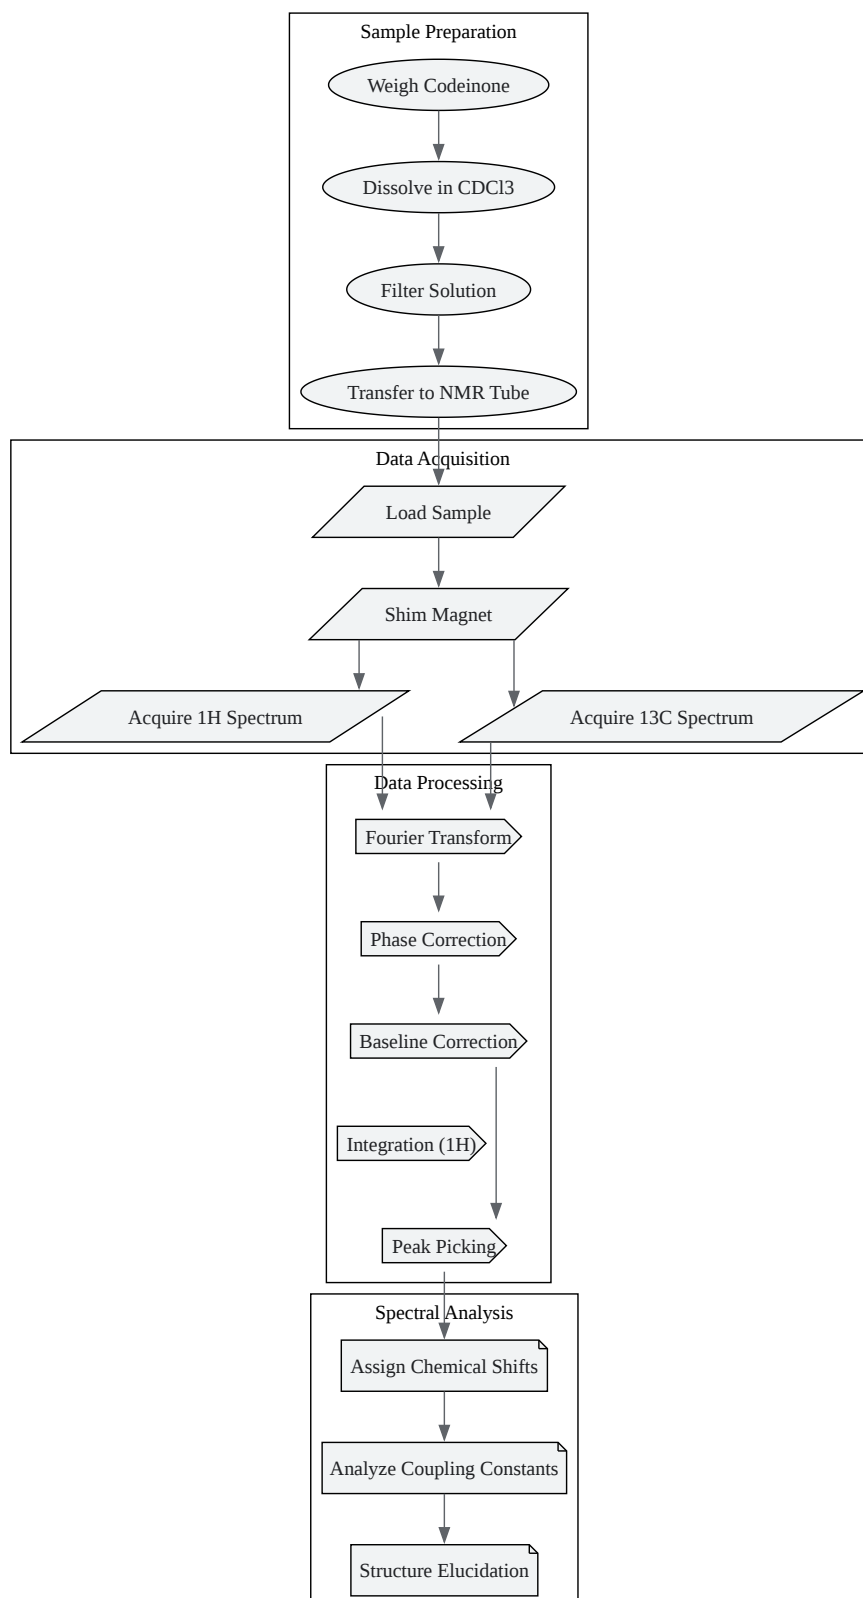 Sample Preparation
Weigh Codeinone
Dissolve in CDCl3
Filter Solution
Transfer to NMR Tube
Data Acquisition
Load Sample
Shim Magnet
Acquire 1H Spectrum
Acquire 13C Spectrum
Data Processing
Fourier Transform
Phase Correction
Baseline Correction
Integration (1H)
Peak Picking
Spectral Analysis
Assign Chemical Shifts
Analyze Coupling Constants
Structure Elucidation